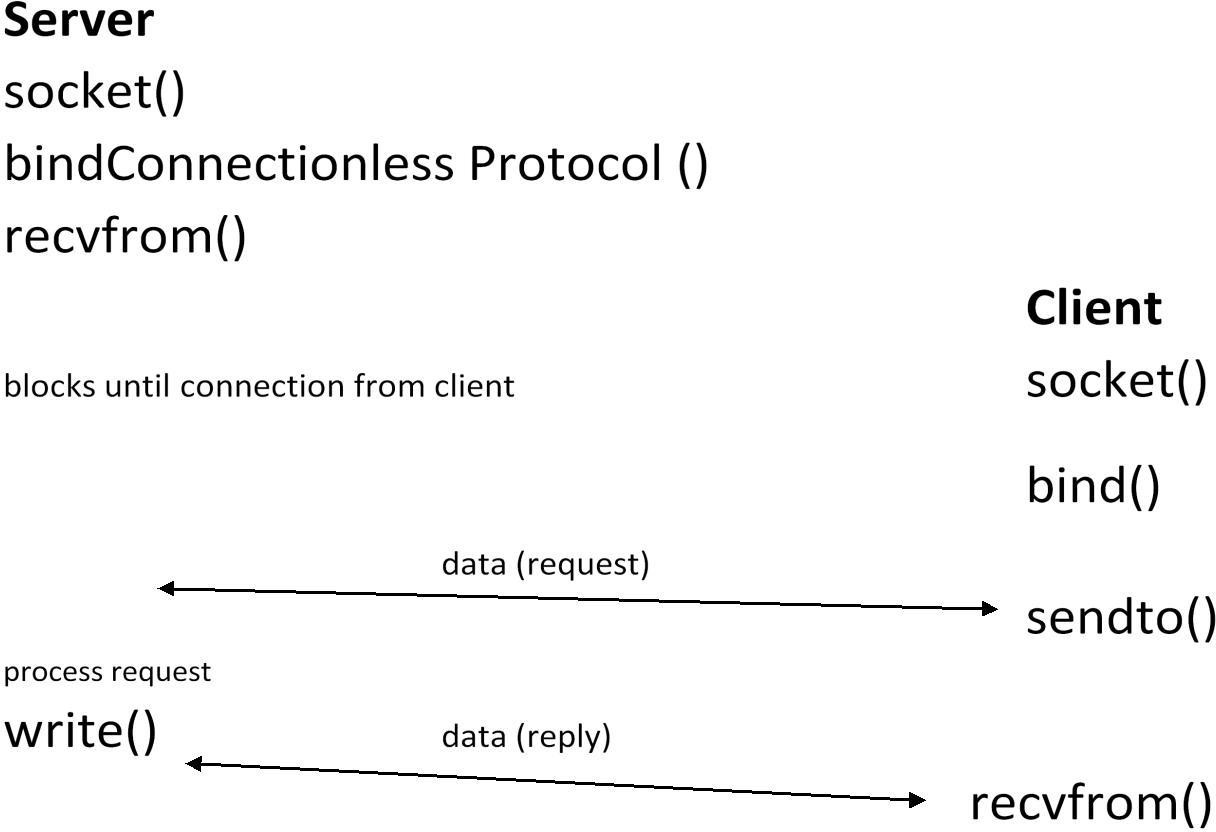 Server
socket()
bindConnectionless Protocol ()
recvfrom()
Client
blocks until connection from client
socket()
bind()
data (request)
sendto()
process request
write()
data (reply)
recvfrom()